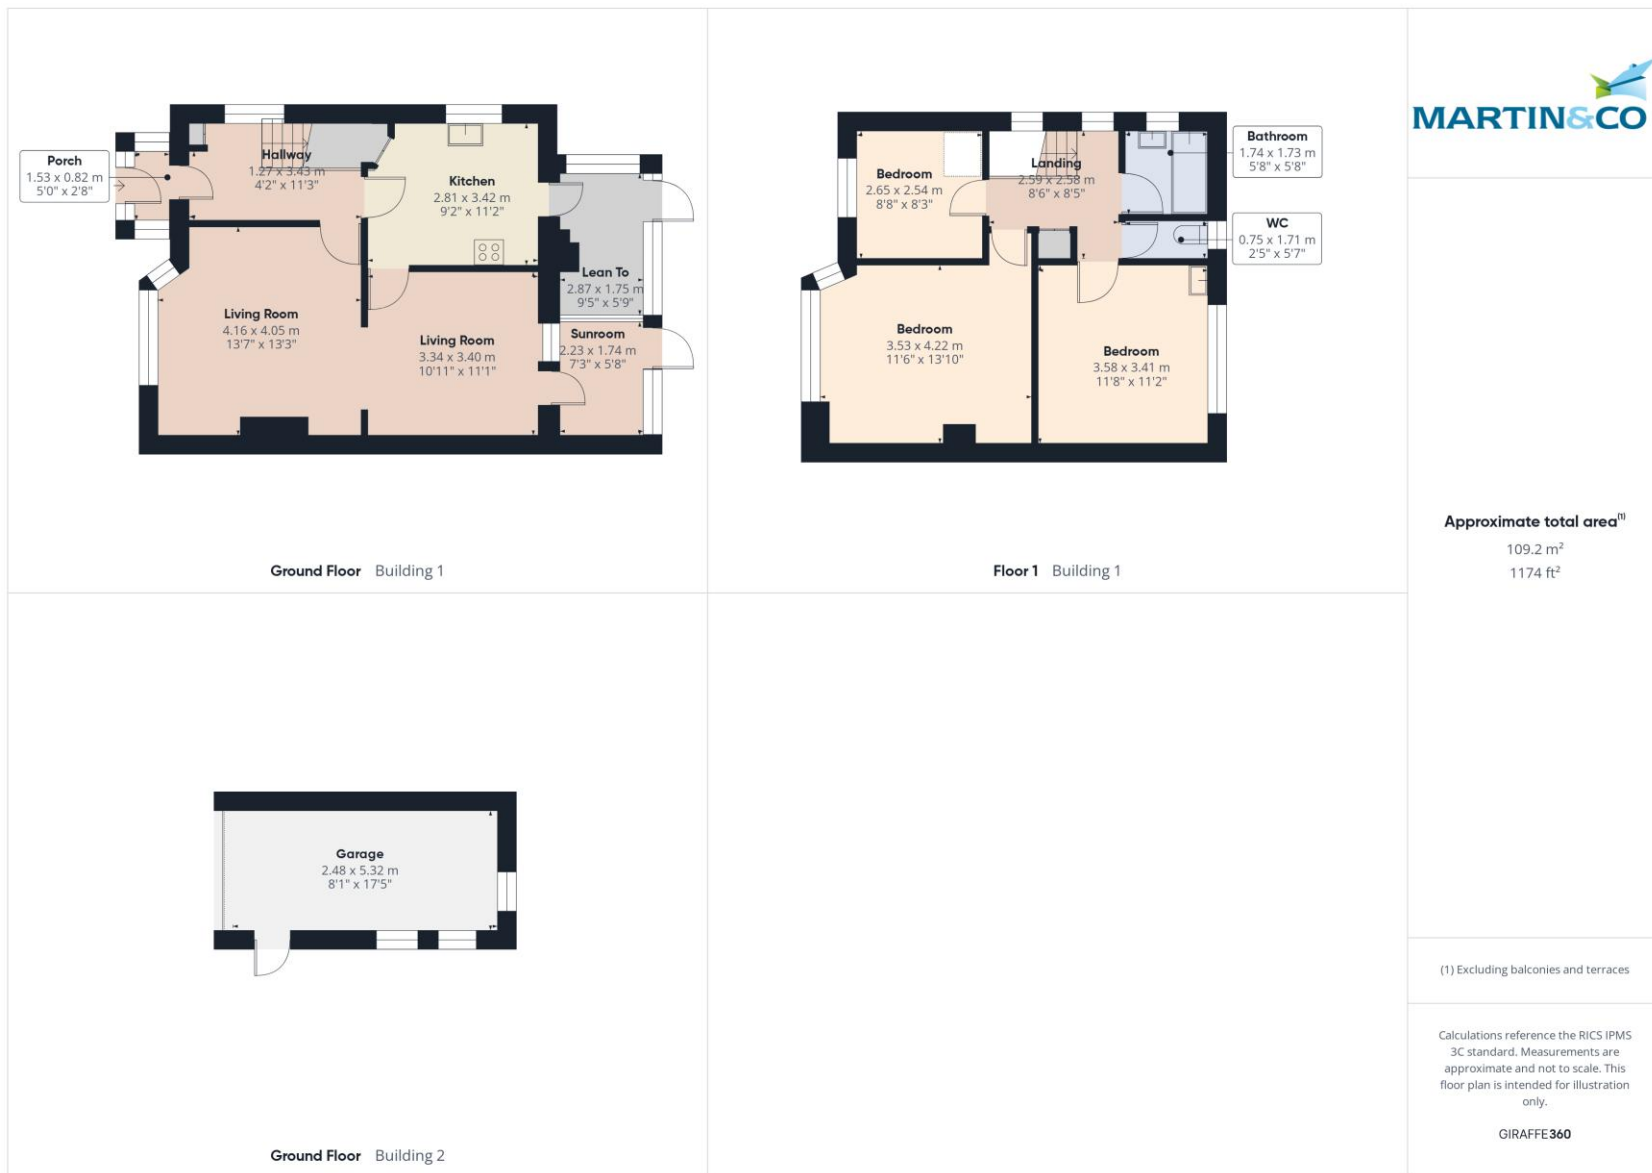 Porch
1.53 x 0.82 m
5'0" x 2'8"
Hallway
1.27 x 3.43 m
4'2" x 11'3"
Kitchen
2.81 x 3.42 m
9'2" x 11'2"
Lean To
2.87 x 1.75 m
9'5" x 5'9"
Living Room
4.16 x 4.05 m
13'7" x 13'3"
Living Room
3.34 x 3.40 m
10'11" x 11'1"
Sunroom
2.23 x 1.74 m
7'3" x 5'8"
Ground Floor Building 1
Bedroom
2.65 x 2.54 m
8'8" x 8'3"
Landing
2.59 x 2.58 m
8'6" x 8'5"
Bathroom
1.74 x 1.73 m
5'8" x 5'8"
WC
0.75 x 1.71 m
2'5" x 5'7"
Bedroom
3.53 x 4.22 m
11'6" x 13'10"
Bedroom
3.58 x 3.41 m
11'8" x 11'2"
Floor 1 Building 1
Garage
2.48 x 5.32 m
8'1" x 17'5"
Ground Floor Building 2
MARTIN&CO
Approximate total area(1)
109.2 m²
1174 ft²
(1) Excluding balconies and terraces
Calculations reference the RICS IPMS
3C standard. Measurements are
approximate and not to scale. This
floor plan is intended for illustration
only.
GIRAFFE360